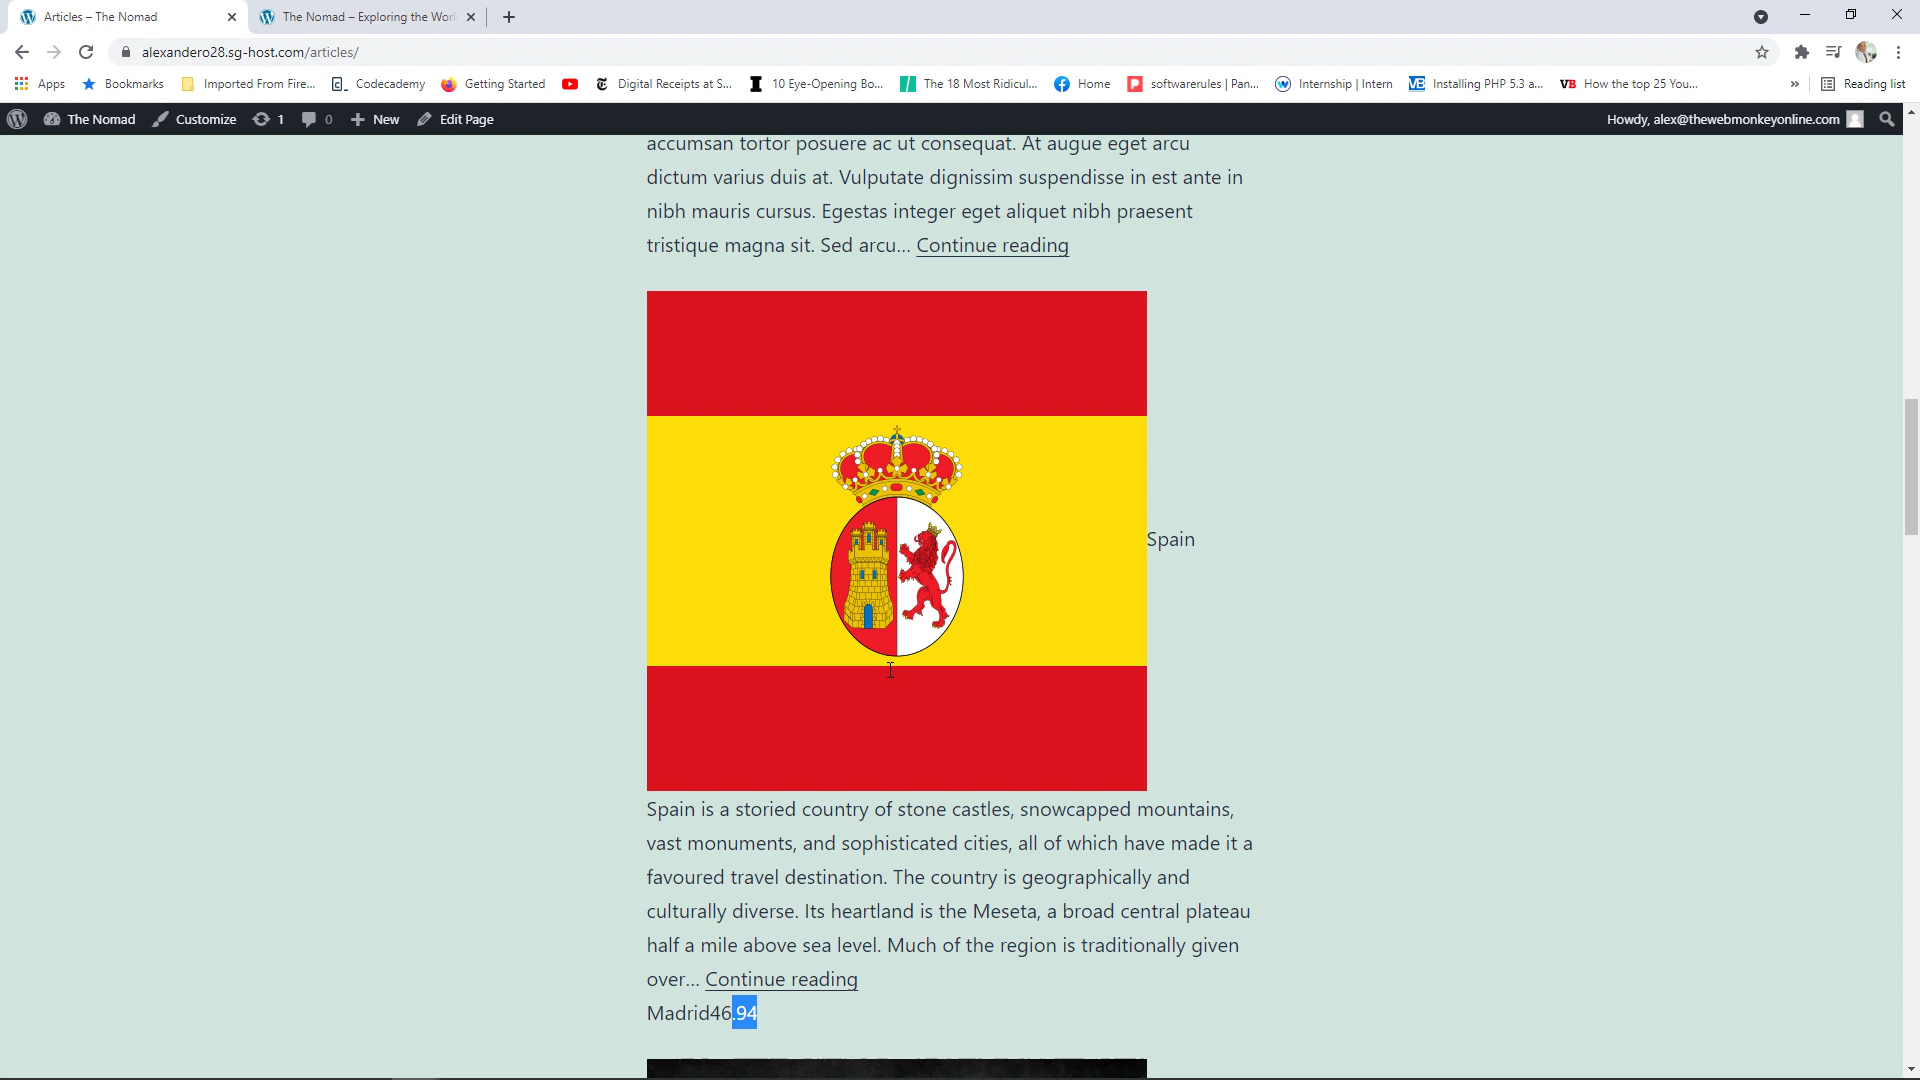 Articles – The Nomad
The Nomad – Exploring the Wor
alexandero28.sg-host.com/articles/
Apps
Bookmarks
Imported From Fire...
Codecademy
Getting Started
Digital Receipts at S...
10 Eye-Opening Bo...
The 18 Most Ridicul...
Home
softwarerules | Pan...
Internship | Intern
Installing PHP 5.3 a...
VB How the top 25 You...
»
Reading list
The Nomad
Customize
1
0
New
Edit Page
Howdy, alex@thewebmonkeyonline.com
accumsan tortor posuere ac ut consequat. At augue eget arcu
dictum varius duis at. Vulputate dignissim suspendisse in est ante in
nibh mauris cursus. Egestas integer eget aliquet nibh praesent
tristique magna sit. Sed arcu... Continue reading
Spain
Spain is a storied country of stone castles, snowcapped mountains,
vast monuments, and sophisticated cities, all of which have made it a
favoured travel destination. The country is geographically and
culturally diverse. Its heartland is the Meseta, a broad central plateau
half a mile above sea level. Much of the region is traditionally given
over... Continue reading
Madrid46.94